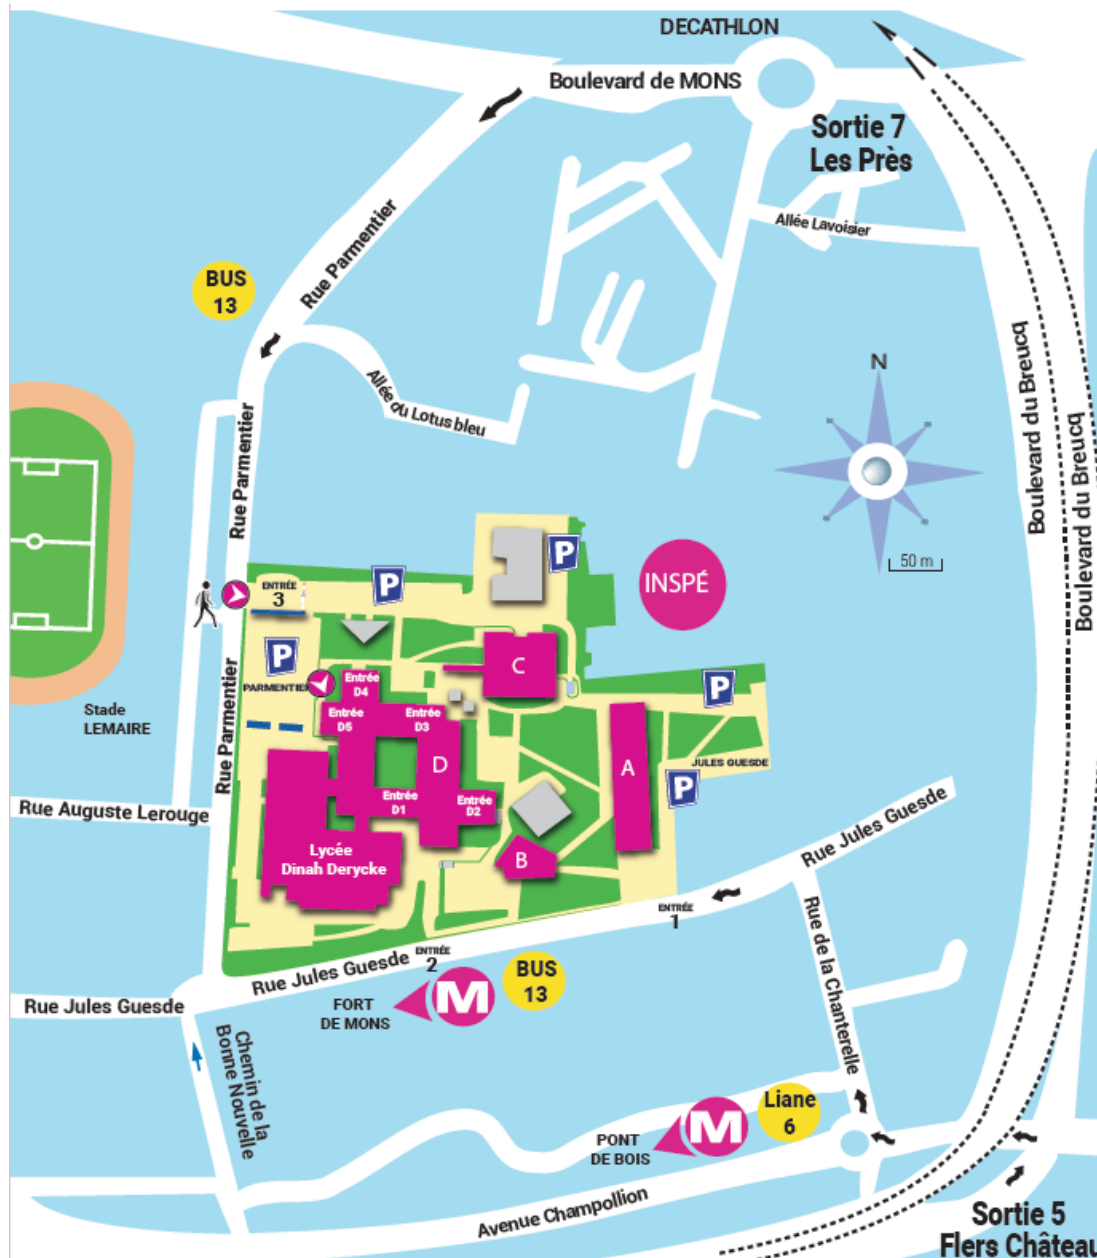 DECATHLON
Boulevard de MONS
Sortie 7
Les Près
Allée Lavoisier
Rue Parmentier
BUS
13
Allée du Lotus bleu
Boulevard du Breucq
Boulevard du Breucq
N
50 m
Rue Parmentier
P
P
INSPÉ
ENTRÉE
3
P
PARMENTIER
C
P
Entrée
D4
Entrée
D5
Entrée
D3
Stade
LEMAIRE
Rue Parmentier
D
A
JULES GUESDE
P
Entrée
D1
Entrée
D2
Rue Auguste Lerouge
Lycée
Dinah Derycke
B
Rue Jules Guesde
ENTRÉE
1
Rue de la Chanterelle
ENTRÉE
2
Rue Jules Guesde
Rue Jules Guesde
M
BUS
13
FORT
DE MONS
Chemin de la
Bonne Nouvelle
Liane
6
M
PONT
DE BOIS
Avenue Champollion
Sortie 5
Flers Château